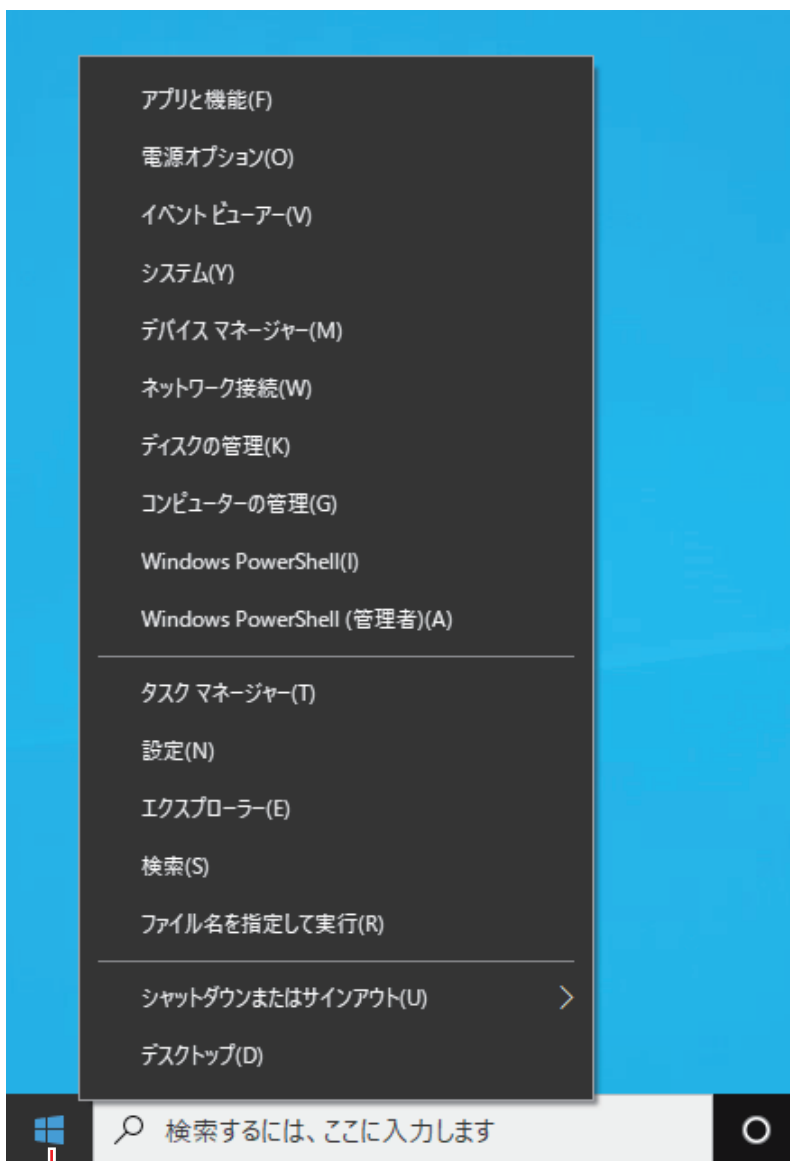 アプリと機能(F)
電源オプション(O)
イベント ビューアー(V)
システム(Y)
デバイス マネージャー(M)
ネットワーク接続(W)
ディスクの管理(K)
コンピューターの管理(G)
Windows PowerShell(I)
Windows PowerShell (管理者)(A)
タスク マネージャー(T)
設定(N)
エクスプローラー(E)
検索(S)
ファイル名を指定して実行(R)
シャットダウンまたはサインアウト(U)
デスクトップ(D)
検索するには、ここに入力します